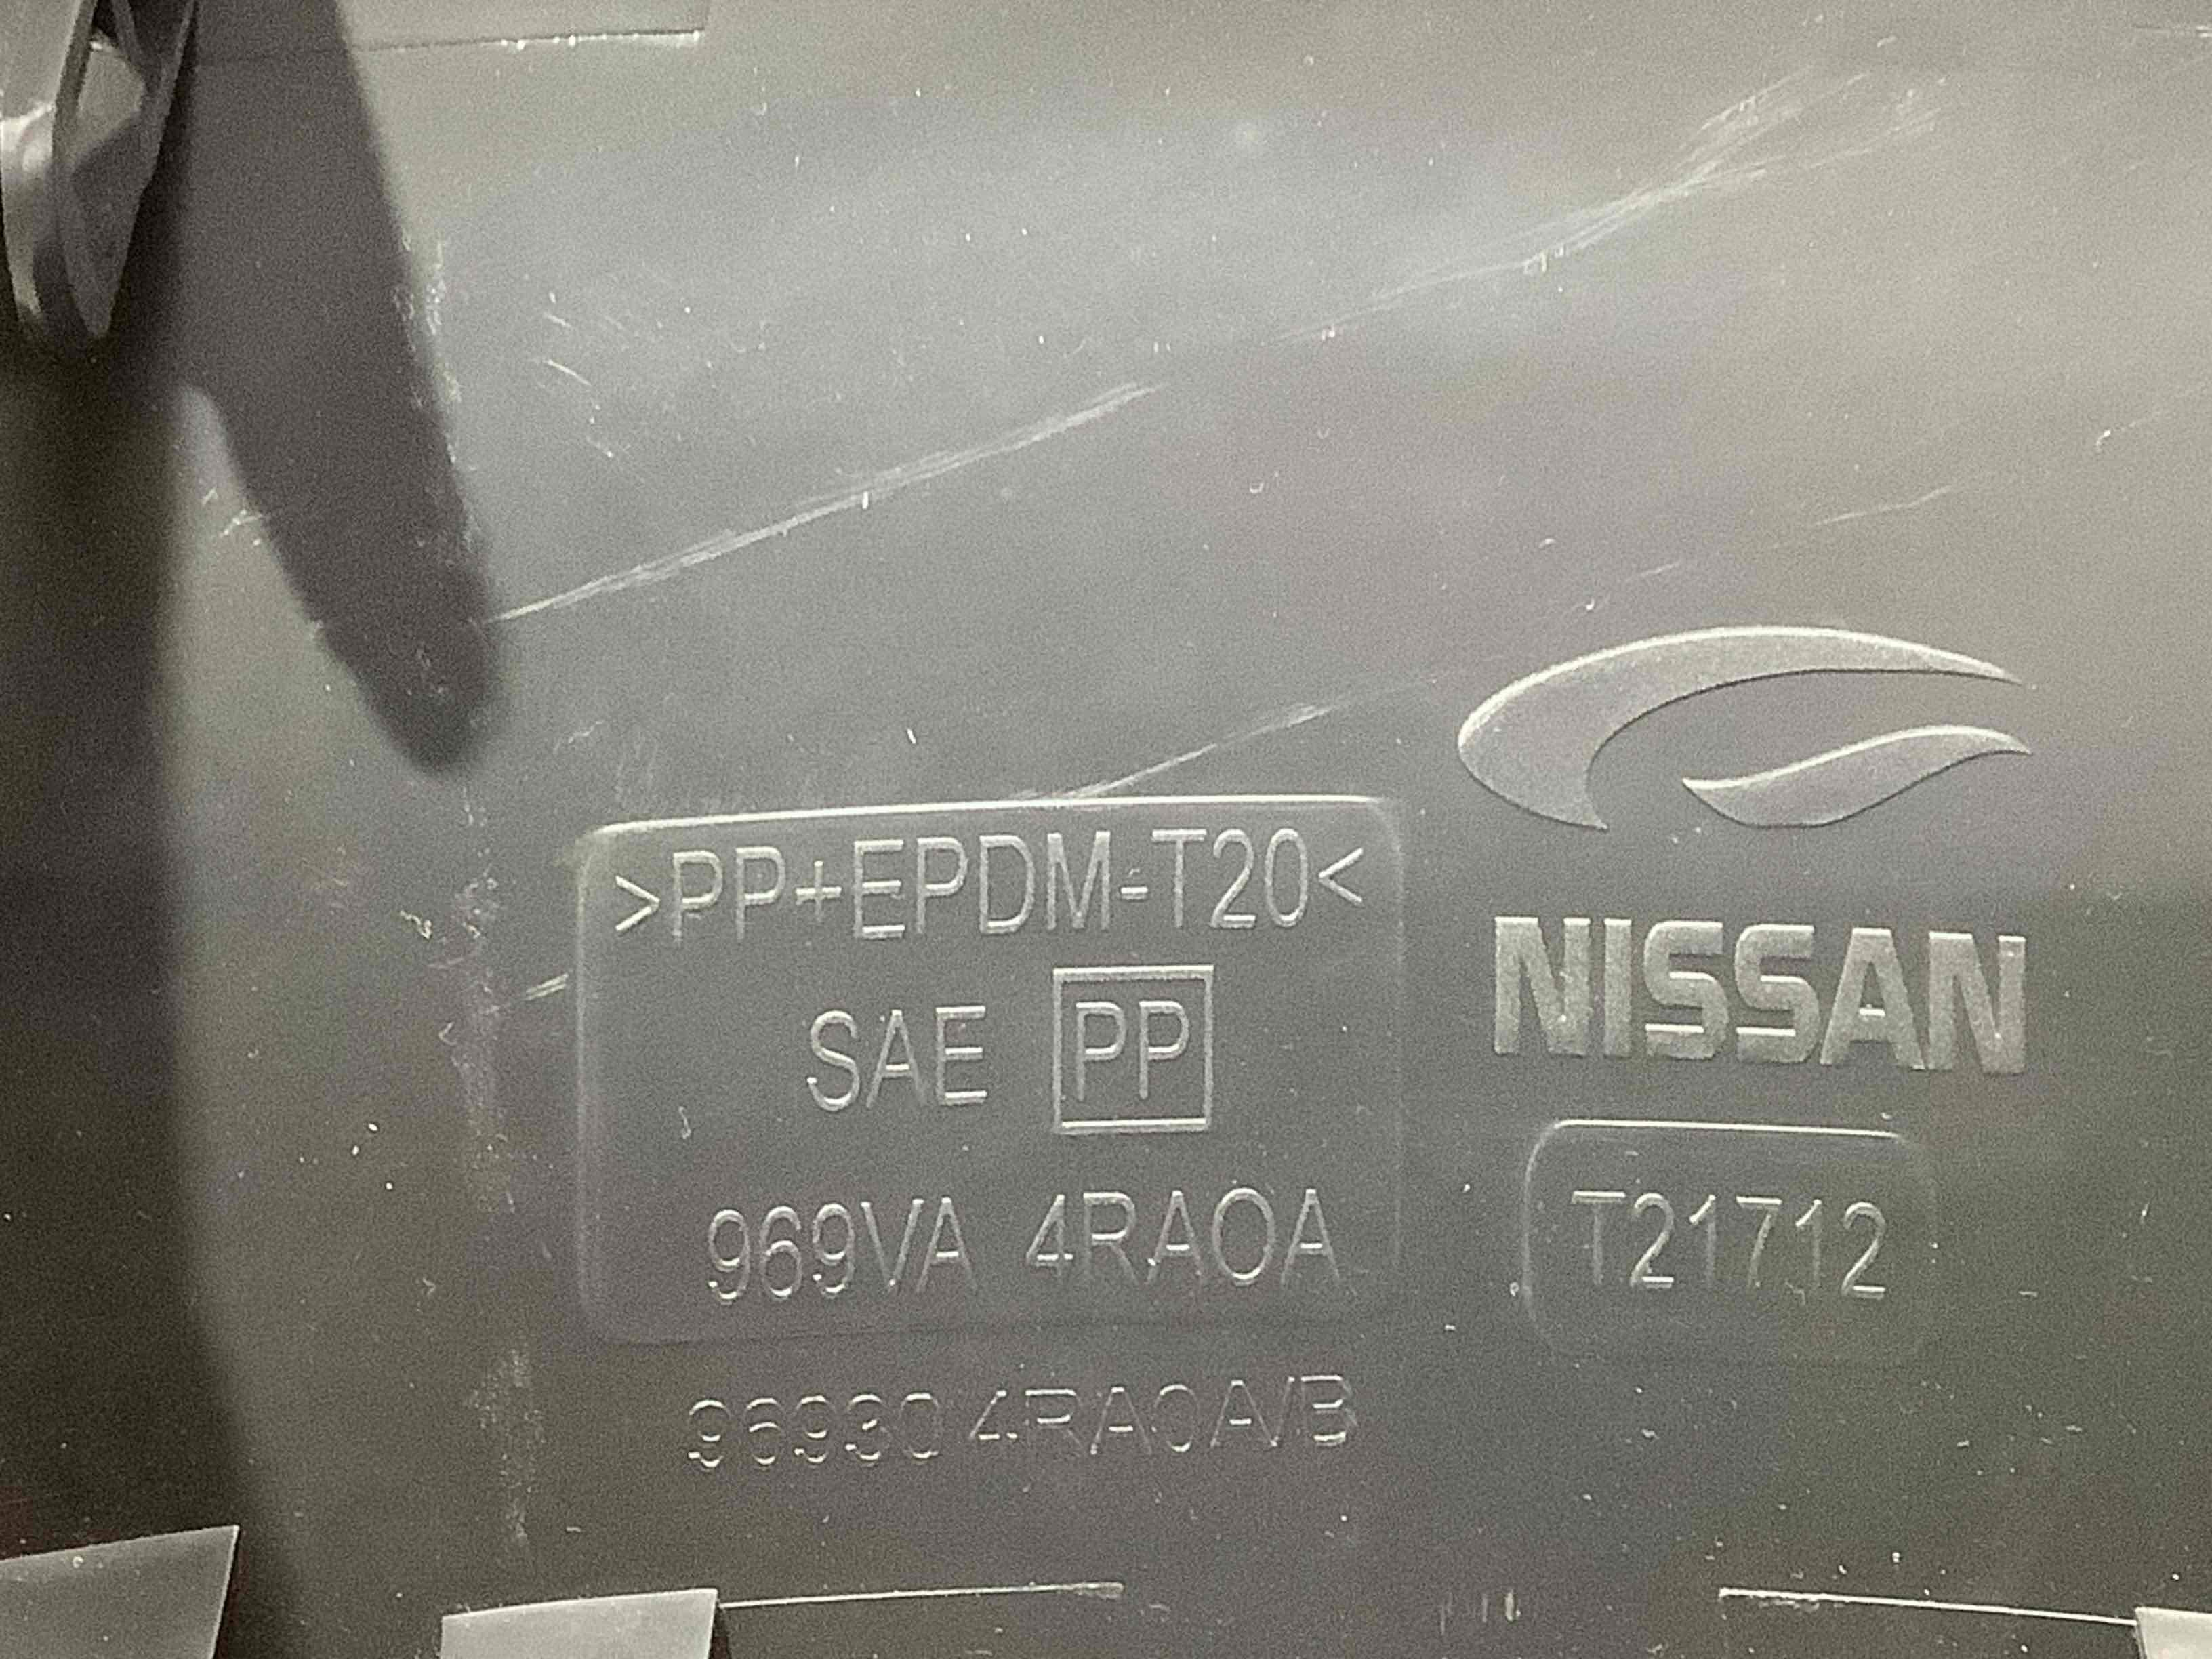 >PP+EPDM-T20<
SAE PP
969VA 4RA0A
96930 4RA0A/B
NISSAN
T21712